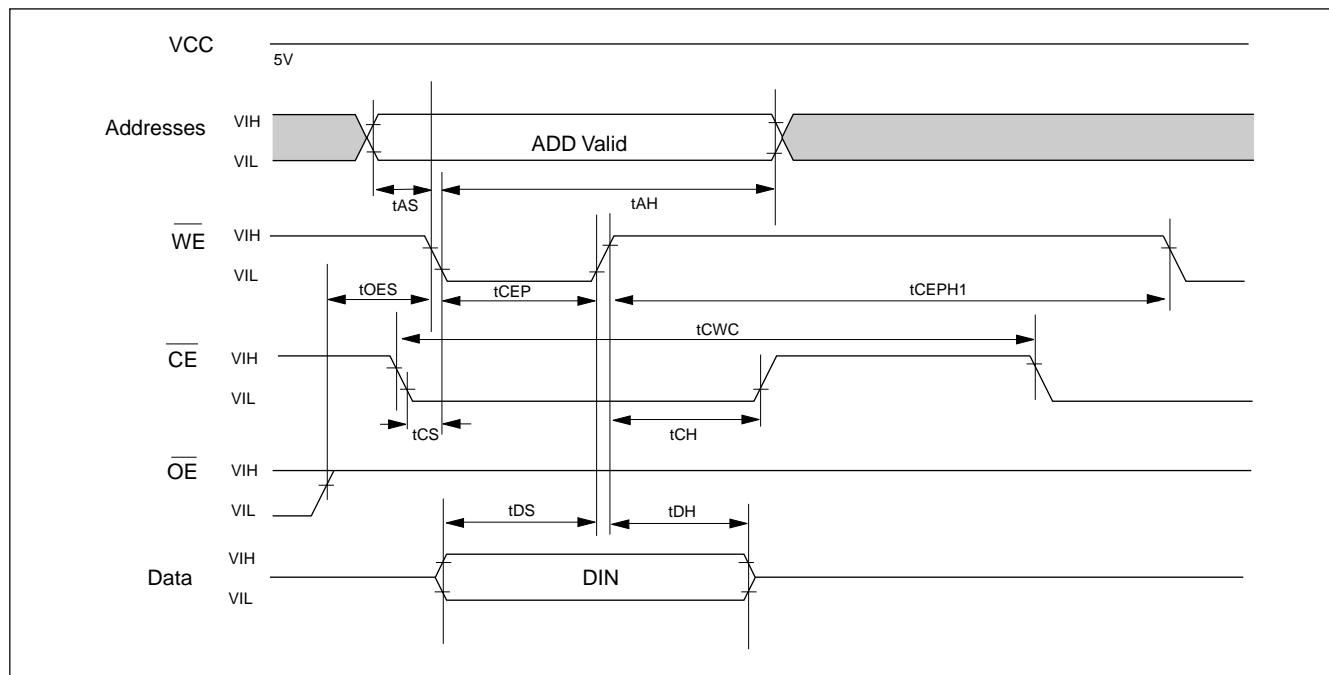 VCC
5V
Addresses
VIH
ADD Valid
VIL
tAS
tAH
WE
VIH
VIL
tOES
tCEP
tCEPH1
tCWC
CE
VIH
VIL
tCS
tCH
OE
VIH
VIL
tDS
tDH
VIH
Data
DIN
VIL